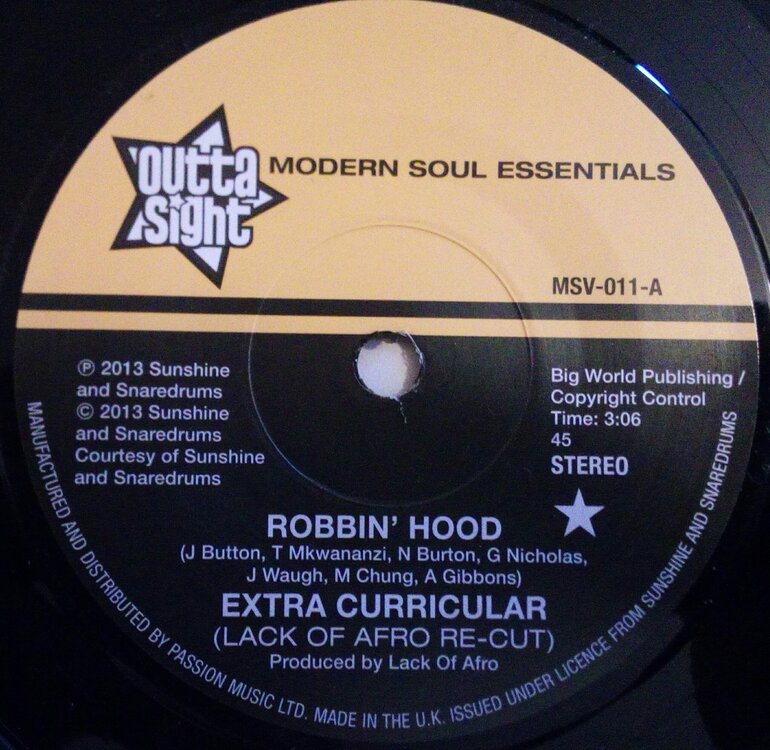 'outta
sight
MODERN SOUL ESSENTIALS
MSV-011-A
℗ 2013 Sunshine
and Snaredrums
© 2013 Sunshine
and Snaredrums
Courtesy of Sunshine
and Snaredrums
Big World Publishing /
Copyright Control
Time: 3:06
45
STEREO
ROBBIN' HOOD
(J Button, T Mkwananzi, N Burton, G Nicholas,
J Waugh, M Chung, A Gibbons)
EXTRA CURRICULAR
(LACK OF AFRO RE-CUT)
Produced by Lack Of Afro
MANUFACTURED AND DISTRIBUTED BY PASSION MUSIC LTD. MADE IN THE U.K. ISSUED UNDER LICENCE FROM SUNSHINE AND SNAREDRUMS